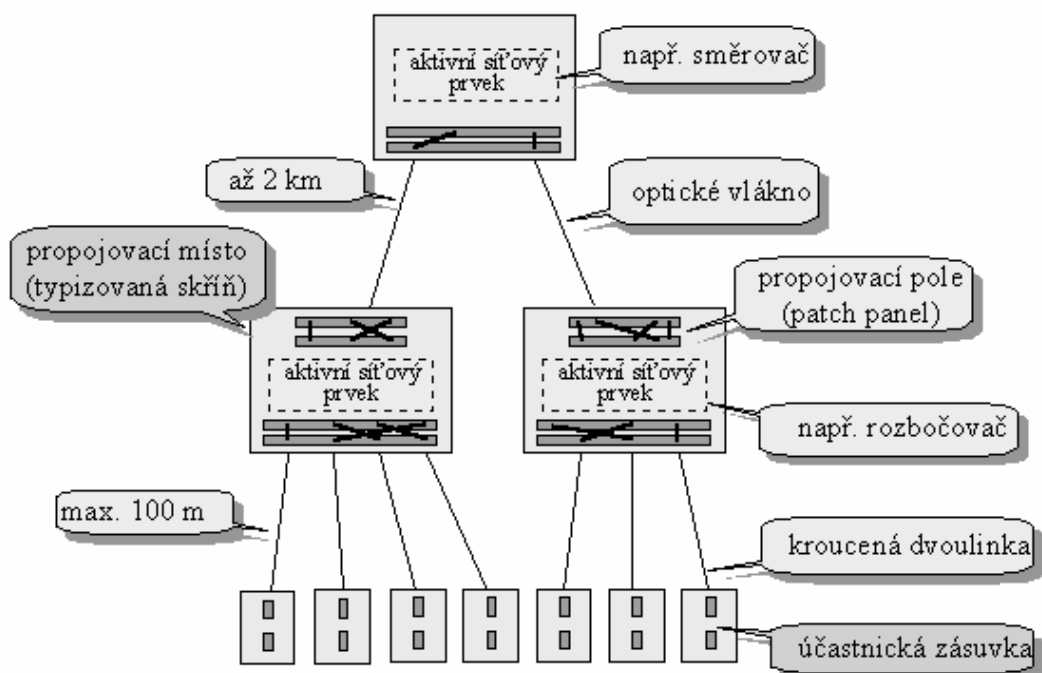 aktivní síťový
prvek
např. směrovač
až 2 km
optické vlákno
propojovací místo
(typizovaná skříň)
propojovací pole
(patch panel)
aktivní síťový
prvek
aktivní síťový
prvek
např. rozbočovač
max. 100 m
kroucená dvoulinka
účastnická zásuvka